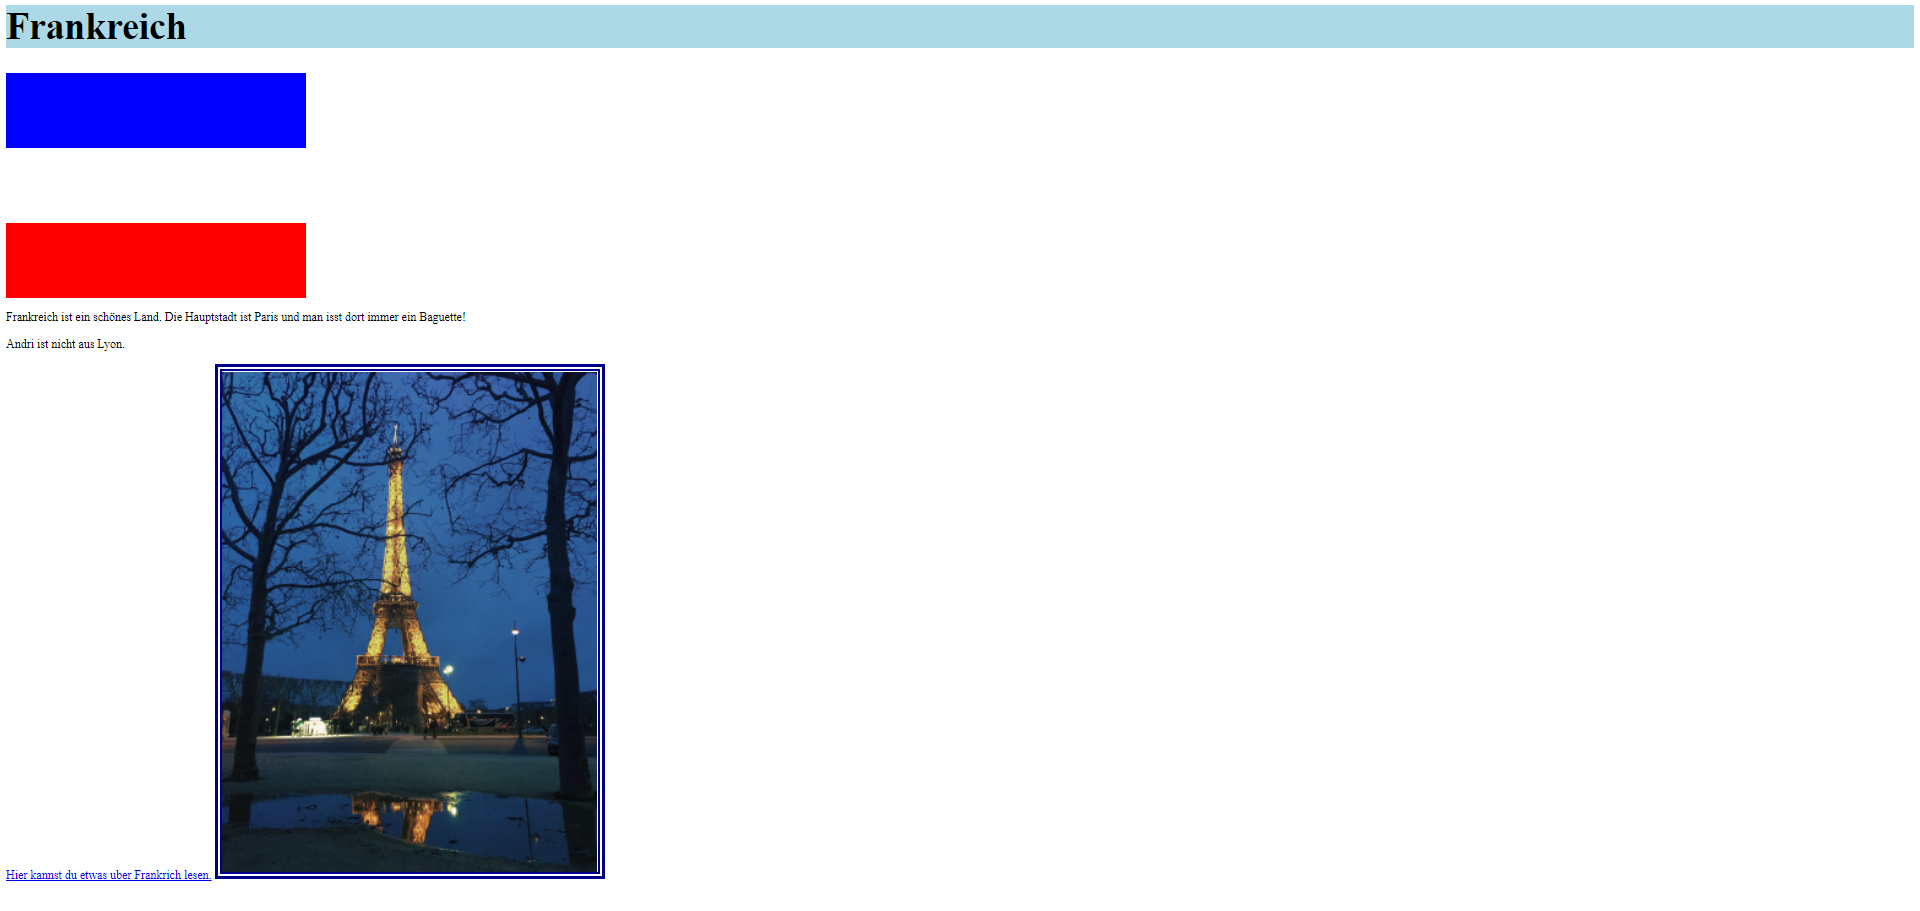 Frankreich
Frankreich ist ein schönes Land. Die Hauptstadt ist Paris und man isst dort immer ein Baguette!
Andri ist nicht aus Lyon.
Hier kannst du etwas uber Frankrich lesen.